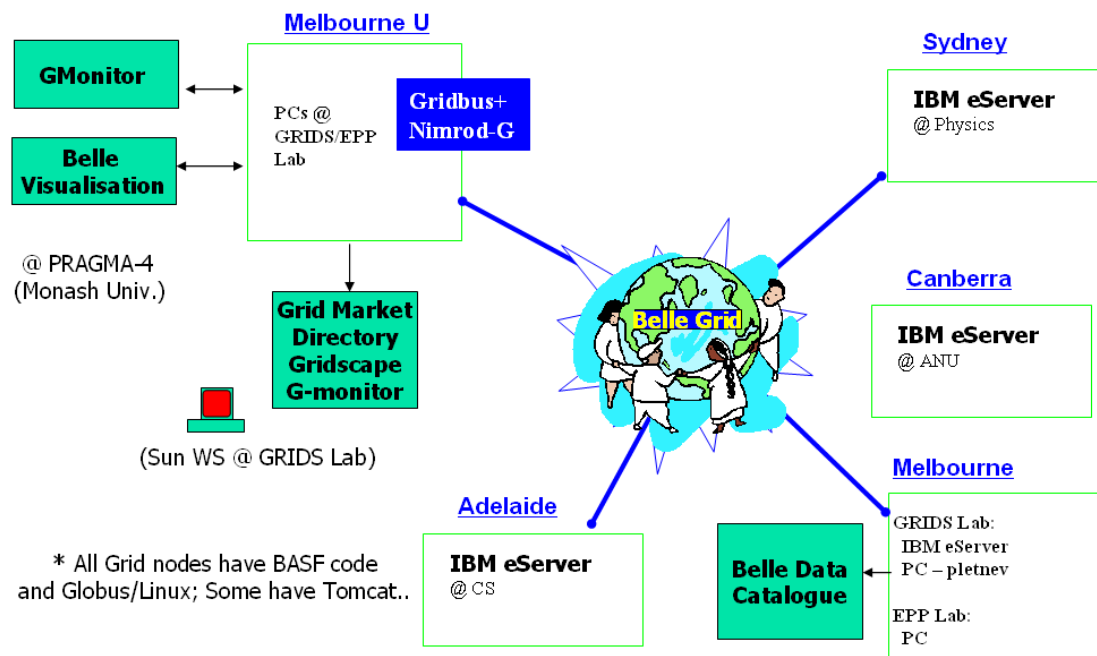 Melbourne U
GMonitor
PCs @
GRIDS/EPP
Lab
Gridbus+
Nimrod-G
Belle
Visualisation
@ PRAGMA-4
(Monash Univ.)
Grid Market
Directory
Gridscape
G-monitor
(Sun WS @ GRIDS Lab)
Belle Grid
Sydney
IBM eServer
@ Physics
Canberra
IBM eServer
@ ANU
Melbourne
GRIDS Lab:
IBM eServer
PC – pletnev
EPP Lab:
PC
Belle Data
Catalogue
Adelaide
IBM eServer
@ CS
* All Grid nodes have BASF code
and Globus/Linux; Some have Tomcat..